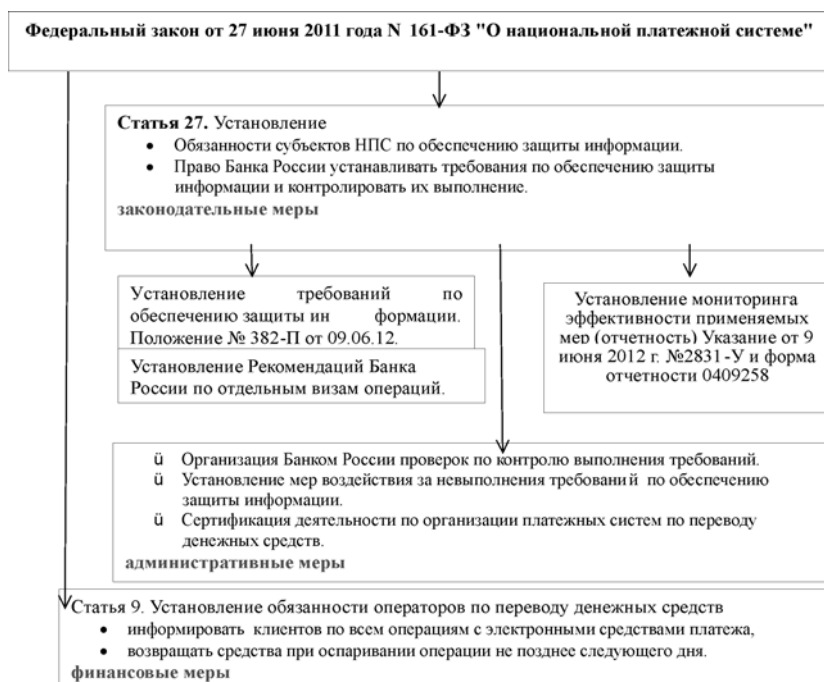 Федеральный закон от 27 июня 2011 года N 161-ФЗ "О национальной платежной системе"
Статья 27. Установление
• Обязанности субъектов НПС по обеспечению защиты информации.
• Право Банка России устанавливать требования по обеспечению защиты
информации и контролировать их выполнение.
законодательные меры
Установление требований по
обеспечению защиты ин формации.
Положение № 382-П от 09.06.12.
Установление Рекомендаций Банка
России по отдельным визам операций.
Установление мониторинга
эффективности применяемых
мер (отчетность) Указание от 9
июня 2012 г. №2831-У и форма
отчетности 0409258
ü Организация Банком России проверок по контролю выполнения требований.
ü Установление мер воздействия за невыполнения требований по обеспечению
защиты информации.
ü Сертификация деятельности по организации платежных систем по переводу
денежных средств.
административные меры
Статья 9. Установление обязанности операторов по переводу денежных средств
• информировать клиентов по всем операциям с электронными средствами платежа,
• возвращать средства при оспаривании операции не позднее следующего дня.
финансовые меры